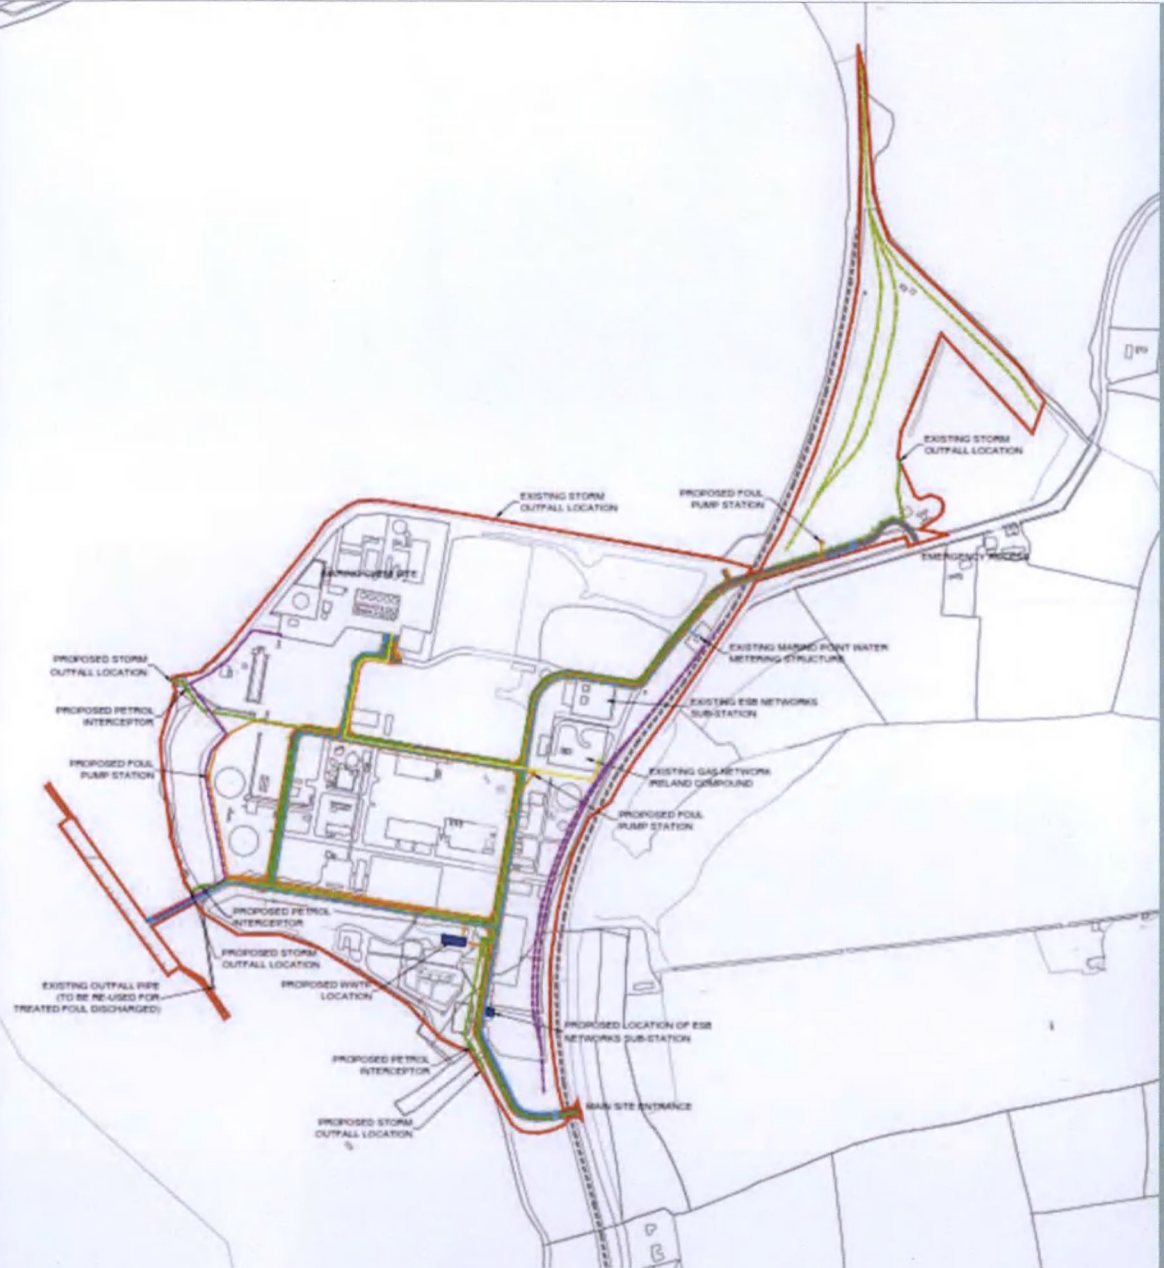 EXISTING STORM
OUTFALL LOCATION
EXISTING STORM
OUTFALL LOCATION
PROPOSED FOUL
PUMP STATION
EMERGENCY ACCESS
MARINO CHEM SITE
EXISTING MARINO POINT WATER
METERING STRUCTURE
PROPOSED STORM
OUTFALL LOCATION
PROPOSED PETROL
INTERCEPTOR
EXISTING ESB NETWORKS
SUB-STATION
PROPOSED FOUL
PUMP STATION
EXISTING GAS NETWORK
IRELAND COMPOUND
PROPOSED FOUL
PUMP STATION
PROPOSED PETROL
INTERCEPTOR
PROPOSED STORM
OUTFALL LOCATION
EXISTING OUTFALL PIPE
(TO BE RE-USED FOR
TREATED FOUL DISCHARGED)
PROPOSED WWTP
LOCATION
PROPOSED LOCATION OF ESB
NETWORKS SUB-STATION
PROPOSED PETROL
INTERCEPTOR
MAIN SITE ENTRANCE
PROPOSED STORM
OUTFALL LOCATION